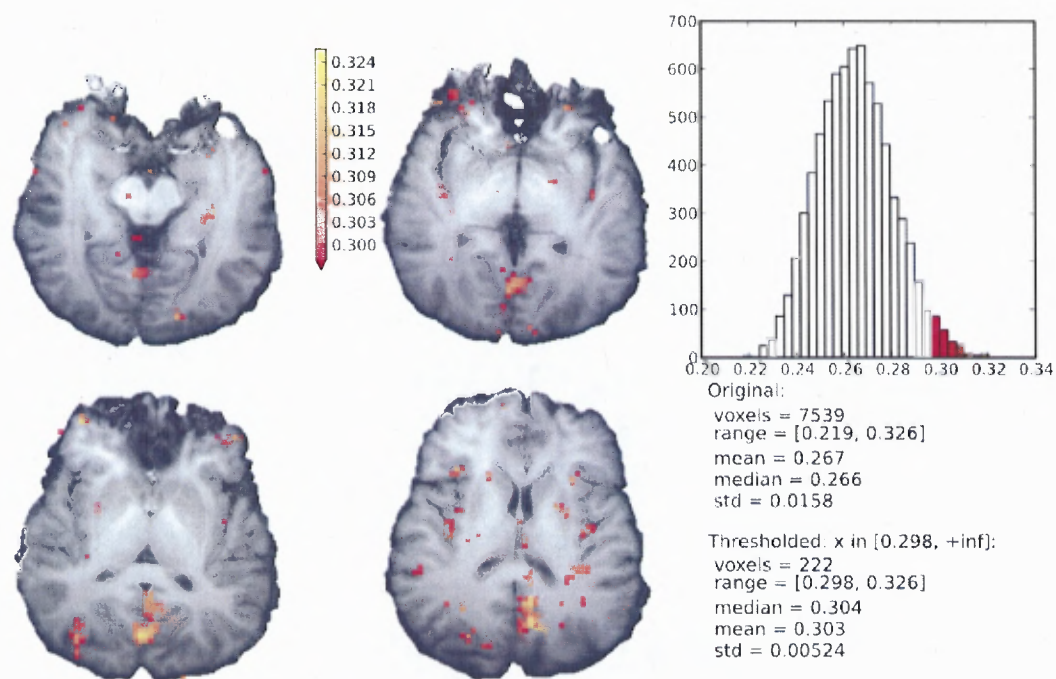 0.324
0.321
0.318
0.315
0.312
0.309
0.306
0.303
0.300
700
600
500
400
300
200
100
0
0.20 0.22 0.24 0.26 0.28 0.30 0.32 0.34
Original:
voxels = 7539
range = [0.219, 0.326]
mean = 0.267
median = 0.266
std = 0.0158
Thresholded. x in [0.298, +inf]:
voxels = 222
range = [0.298, 0.326]
median = 0.304
mean = 0.303
std = 0.00524